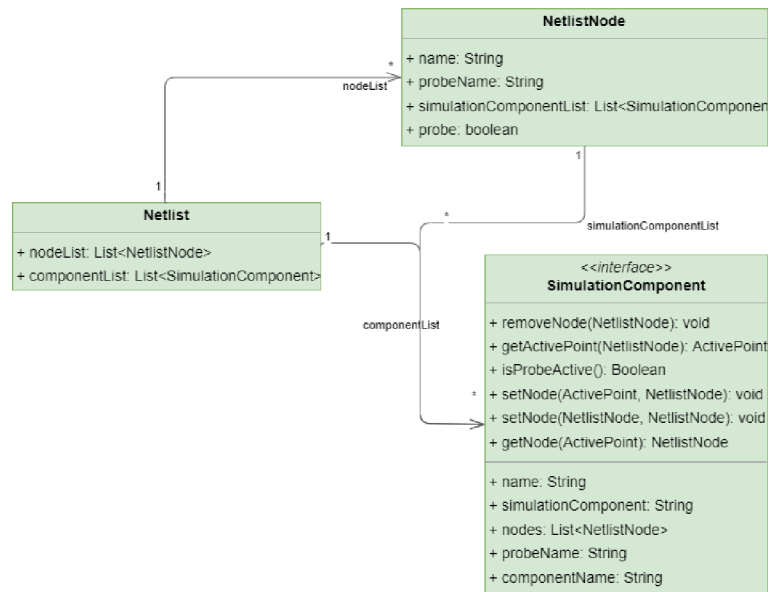 NetlistNode
+ name: String
+ probeName: String
+ simulationComponentList: List<SimulationComponen
+ probe: boolean
*
nodeList
1
1
Netlist
+ nodeList: List<NetlistNode>
+ componentList: List<SimulationComponent>
1
*
simulationComponentList
componentList
*
<<interface>>
SimulationComponent
+ removeNode(NetlistNode): void
+ getActivePoint(NetlistNode): ActivePoint
+ isProbeActive(): Boolean
+ setNode(ActivePoint, NetlistNode): void
+ setNode(NetlistNode, NetlistNode): void
+ getNode(ActivePoint): NetlistNode
+ name: String
+ simulationComponent: String
+ nodes: List<NetlistNode>
+ probeName: String
+ componentName: String